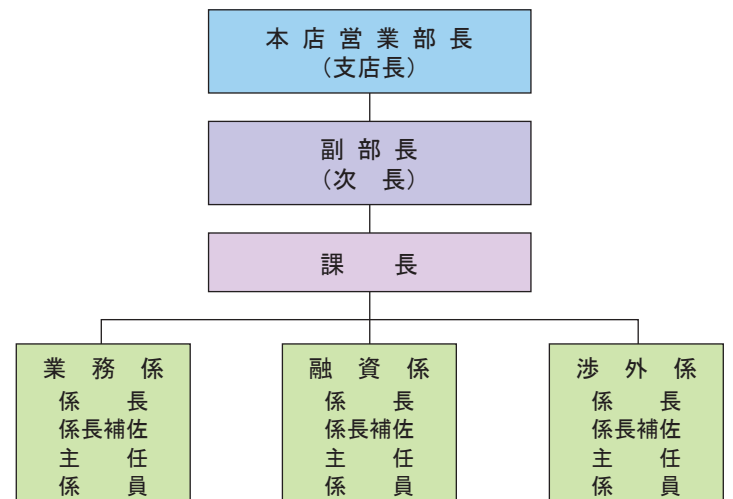 本店営業部長
(支店長)
副部長
(次 長)
課 長
業務係
係 長
係長補佐
主 任
係 員
融資係
係 長
係長補佐
主 任
係 員
渉外係
係 長
係長補佐
主 任
係 員